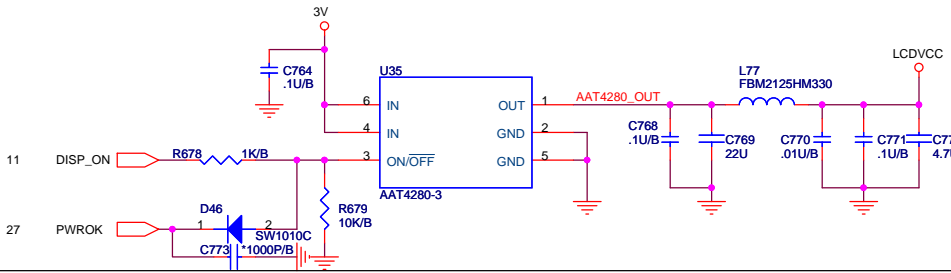 3V
LCDVCC
C764
.1U/B
U35
L77
FBM2125HM330
6 IN
OUT 1
AAT4280_OUT
4 IN
GND 2
C768
.1U/B
C769
22U
C770
.01U/B
C771
.1U/B
11 DISP_ON
R678 1K/B
3 ON/OFF
GND 5
AAT4280-3
R679
10K/B
D46
1 2
SW1010C
27 PWROK
C773 *1000P/B